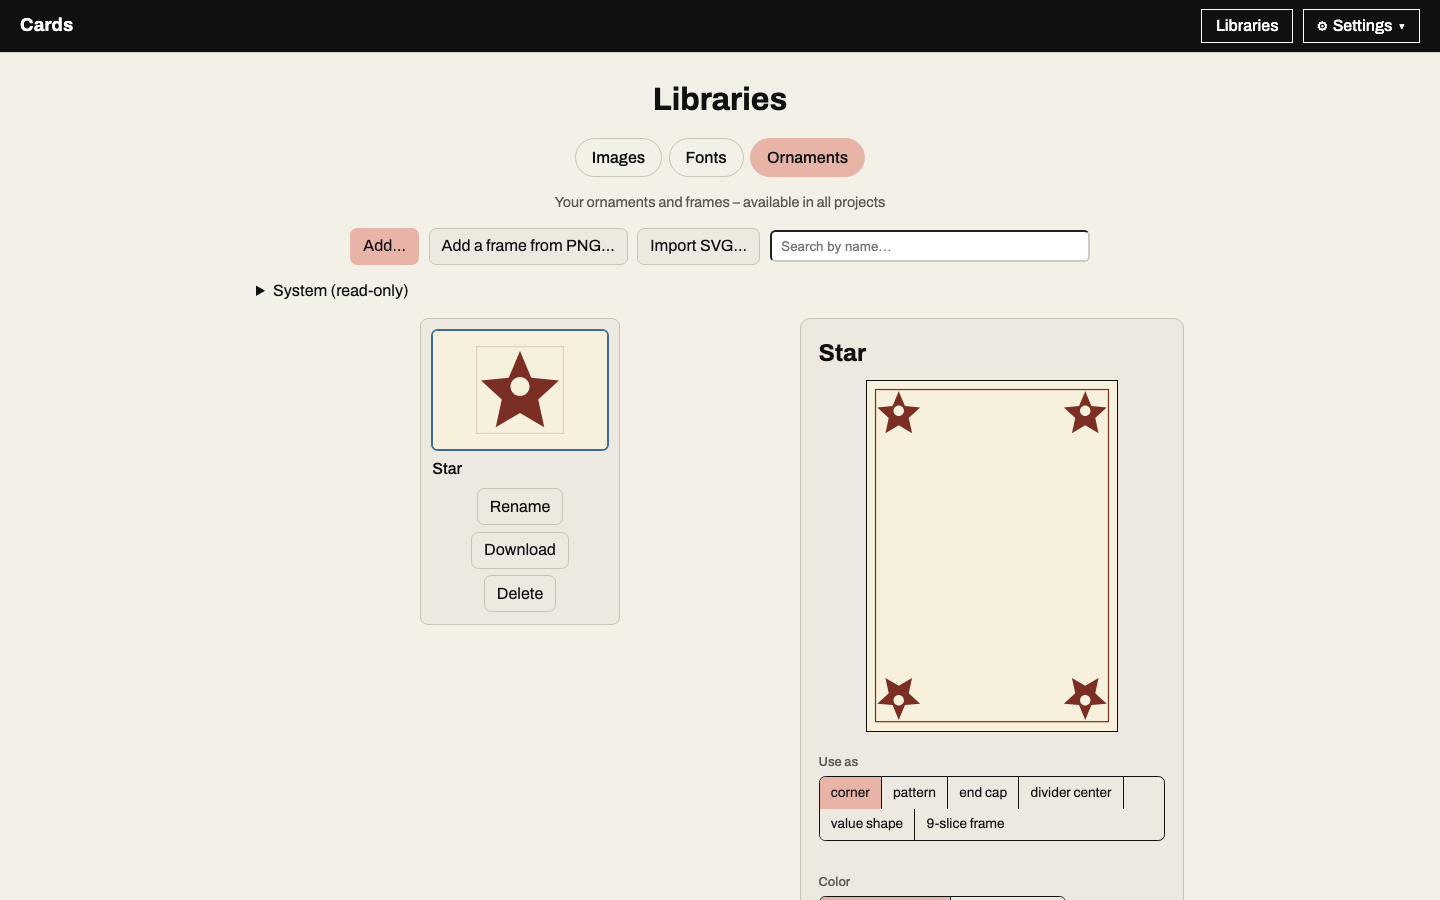 Cards
Libraries
⚙ Settings ▾
Libraries
Images
Fonts
Ornaments
Your ornaments and frames – available in all projects
Add...
Add a frame from PNG...
Import SVG...
Search by name...
▶ System (read-only)
Star
Rename
Download
Delete
Star
Use as
corner
pattern
end cap
divider center
value shape
9-slice frame
Color